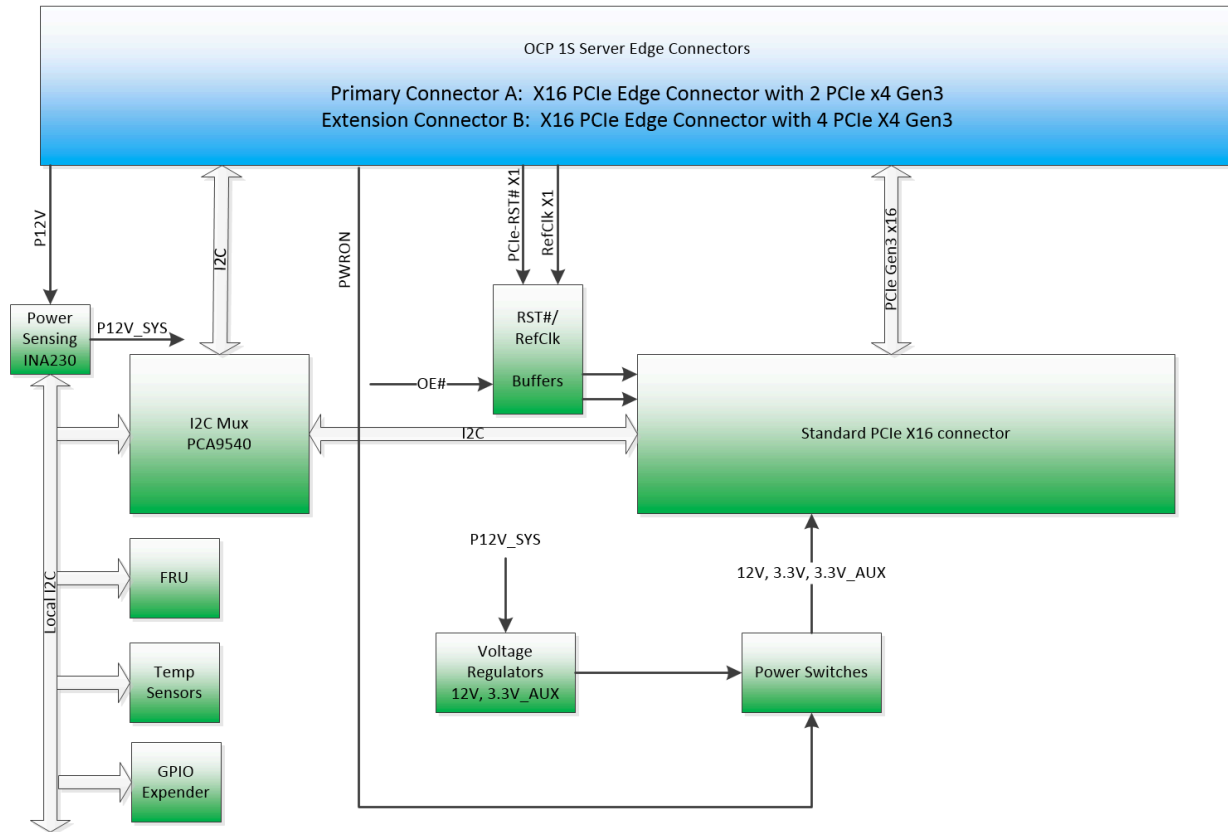 OCP 1S Server Edge Connectors
Primary Connector A:  X16 PCIe Edge Connector with 2 PCIe x4 Gen3
Extension Connector B:  X16 PCIe Edge Connector with 4 PCIe X4 Gen3
P12V
I2C
PWRON
PCIe-RST# X1
RefClk X1
PCIe Gen3 x16
Power
Sensing
INA230
P12V_SYS
RST#/
RefClk
Buffers
OE#
I2C Mux
PCA9540
I2C
Standard PCIe X16 connector
Local I2C
FRU
P12V_SYS
12V, 3.3V, 3.3V_AUX
Temp
Sensors
Voltage
Regulators
12V, 3.3V_AUX
Power Switches
GPIO
Expender